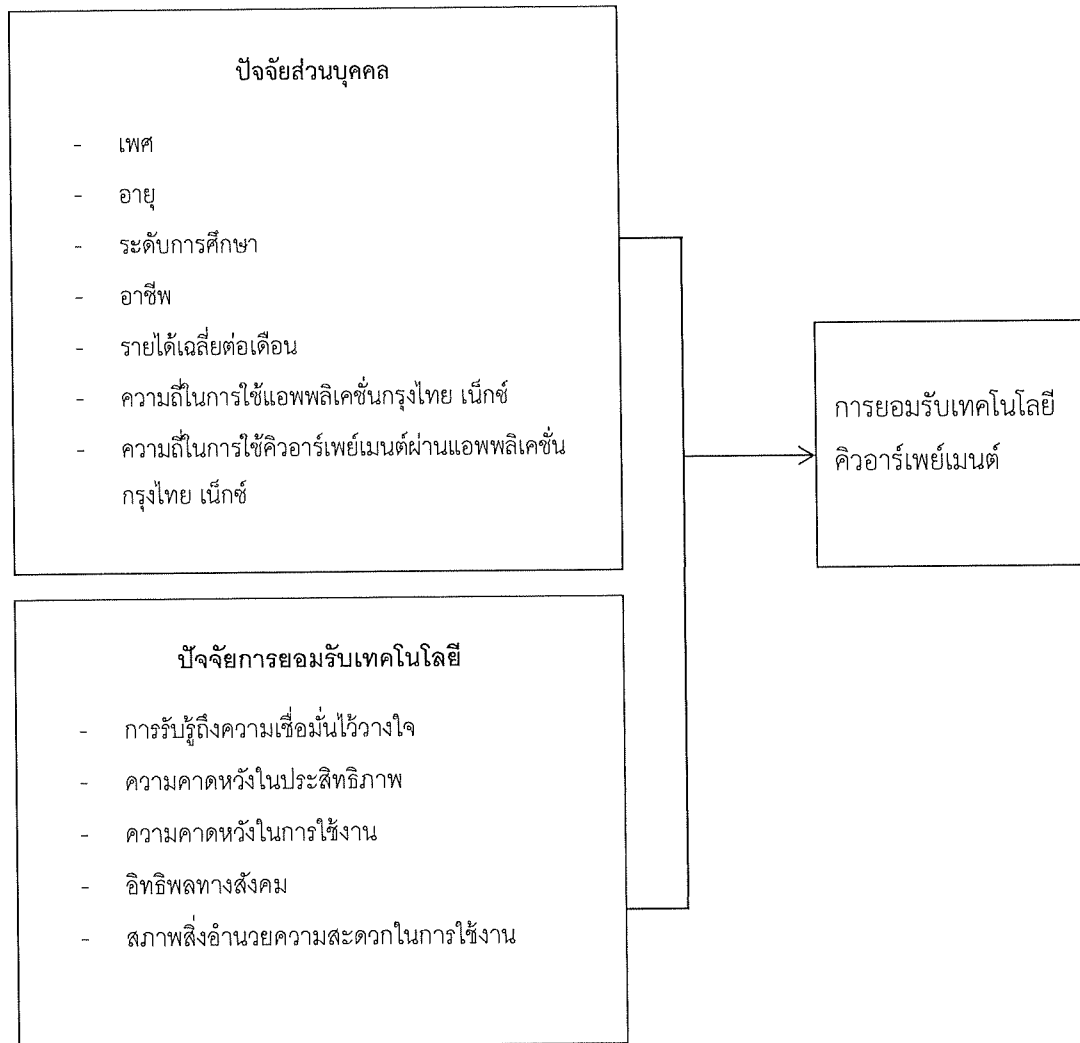 ปัจจัยส่วนบุคคล
- เพศ
- อายุ
- ระดับการศึกษา
- อาชีพ
- รายได้เฉลี่ยต่อเดือน
- ความถี่ในการใช้แอพพลิเคชั่นกรุงไทย เน็กซ์
- ความถี่ในการใช้คิวอาร์เพย์เมนต์ผ่านแอพพลิเคชั่น
กรุงไทย เน็กซ์
การยอมรับเทคโนโลยี
คิวอาร์เพย์เมนต์
ปัจจัยการยอมรับเทคโนโลยี
- การรับรู้ถึงความเชื่อมั่นไว้วางใจ
- ความคาดหวังในประสิทธิภาพ
- ความคาดหวังในการใช้งาน
- อิทธิพลทางสังคม
- สภาพสิ่งอำนวยความสะดวกในการใช้งาน